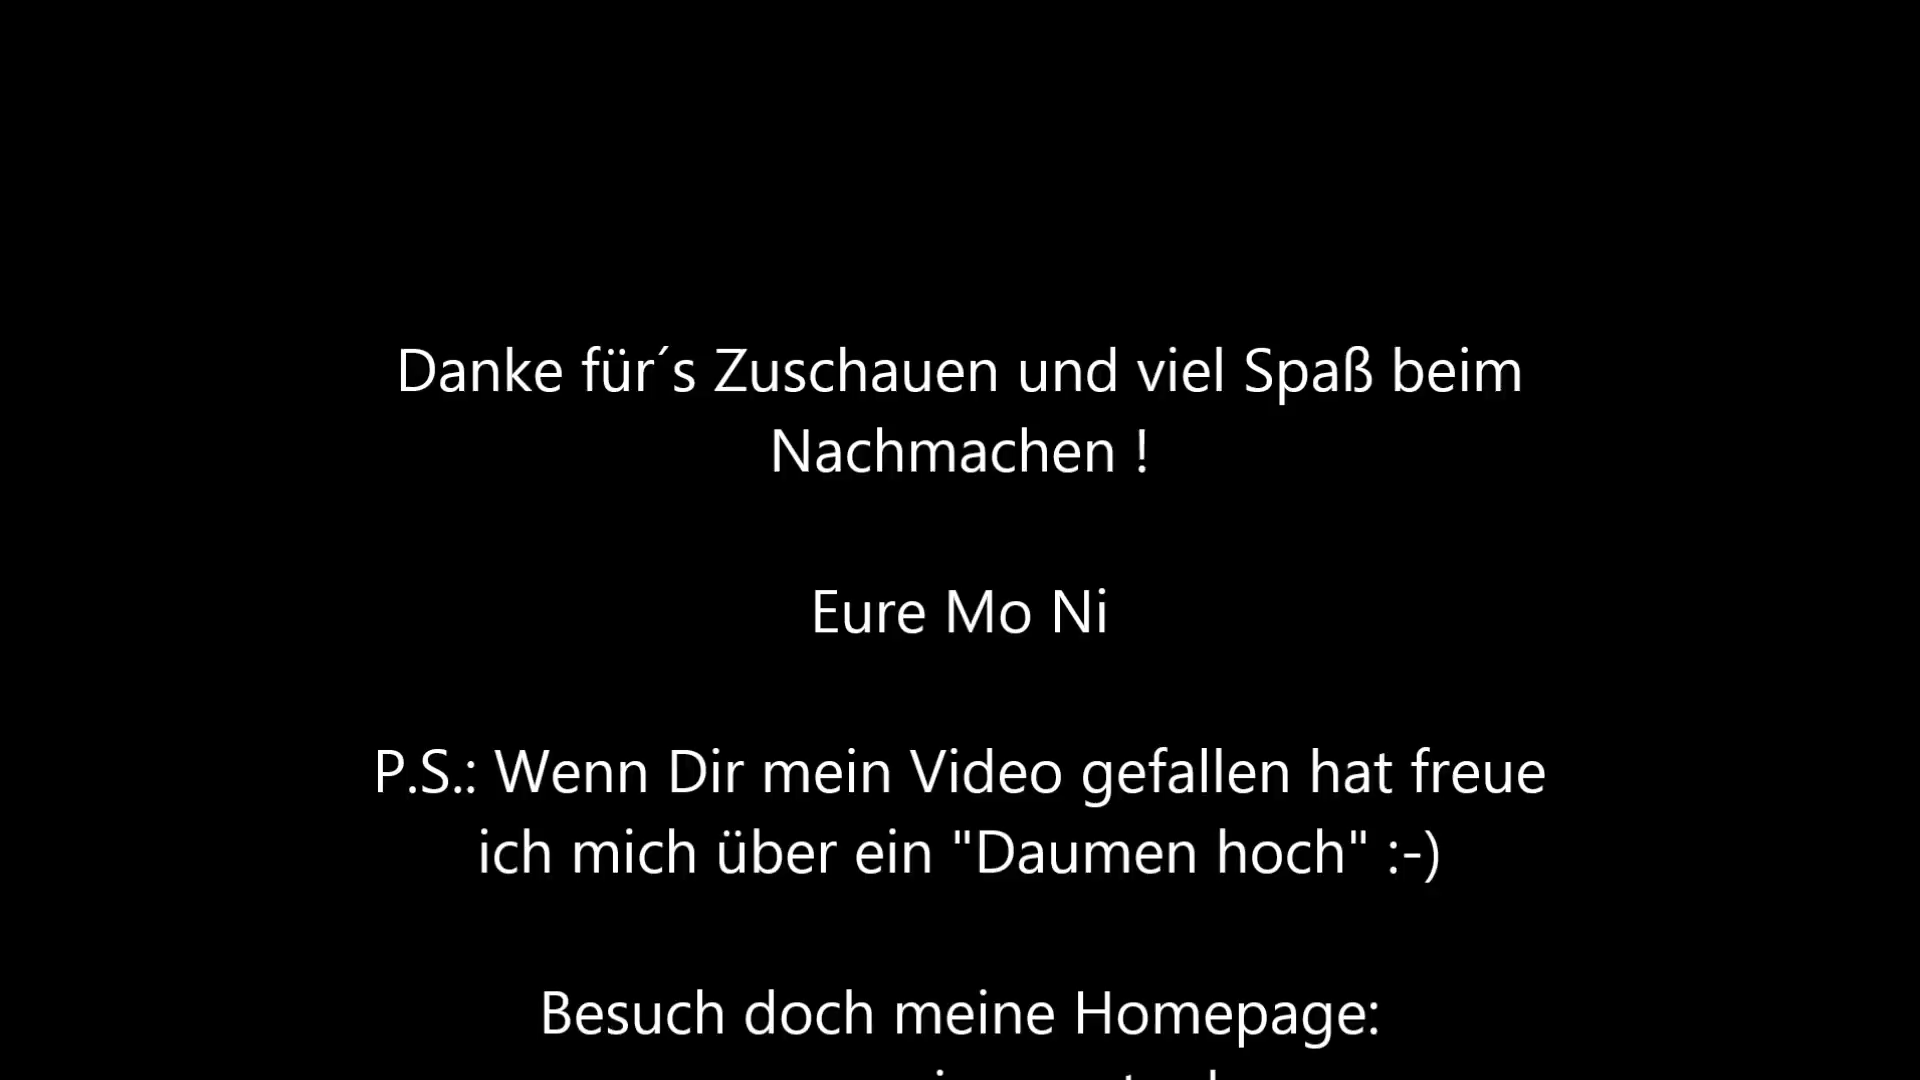 Danke für´s Zuschauen und viel Spaß beim
Nachmachen !
Eure Mo Ni
P.S.: Wenn Dir mein Video gefallen hat freue
ich mich über ein "Daumen hoch" :-)
Besuch doch meine Homepage: